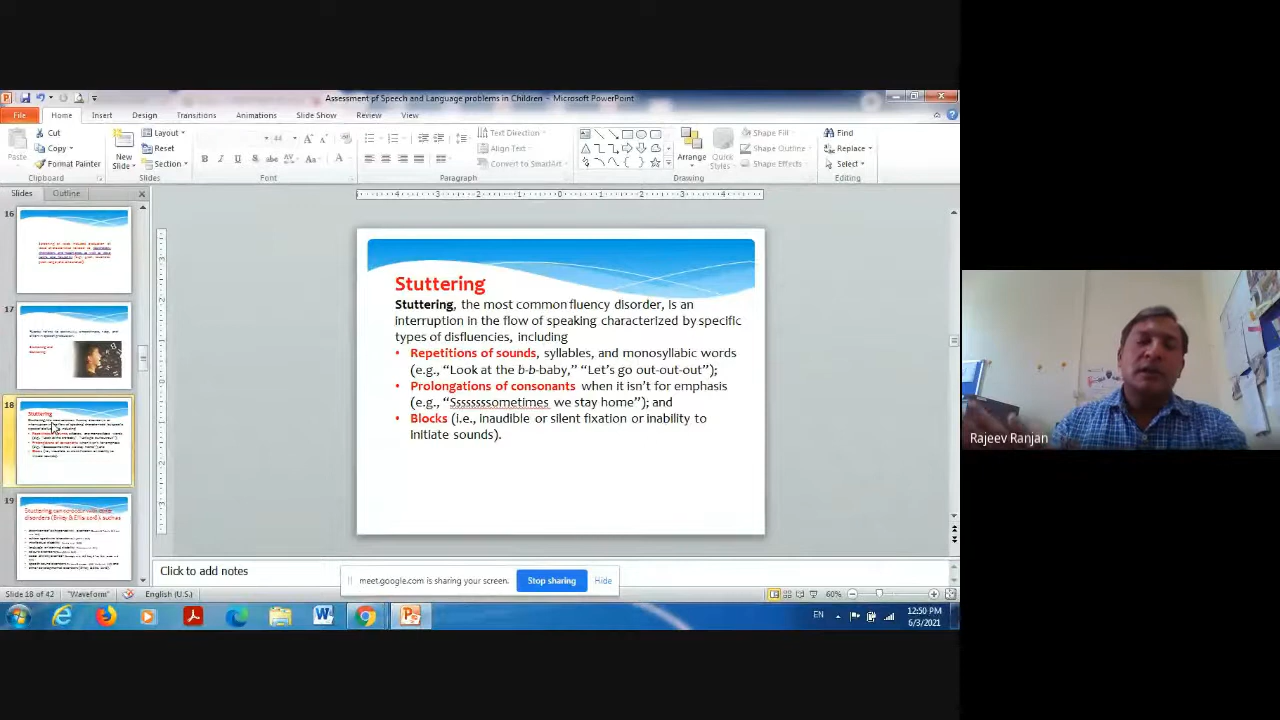 Assessment pf Speech and Language problems in Children – Microsoft PowerPoint
File Home Insert Design Transitions Animations Slide Show Review View
Paste
Cut
Copy
Format Painter
Clipboard
New Slide
Layout
Reset
Section
Slides
44
Font
Text Direction
Align Text
Convert to SmartArt
Paragraph
Arrange
Quick Styles
Shape Fill
Shape Outline
Shape Effects
Drawing
Find
Replace
Select
Editing
Slides Outline
16
17
18
Stuttering
19
Stuttering
Stuttering, the most common fluency disorder, is an
interruption in the flow of speaking characterized by specific
types of disfluencies, including
• Repetitions of sounds, syllables, and monosyllabic words
(e.g., “Look at the b-b-baby,” “Let’s go out-out-out”);
• Prolongations of consonants when it isn’t for emphasis
(e.g., “Ssssssssometimes we stay home”); and
• Blocks (i.e., inaudible or silent fixation or inability to
initiate sounds).
Click to add notes
meet.google.com is sharing your screen. Stop sharing Hide
Slide 18 of 42 "Waveform" English (U.S.) 60%
EN 12:50 PM
6/3/2021
Rajeev Ranjan